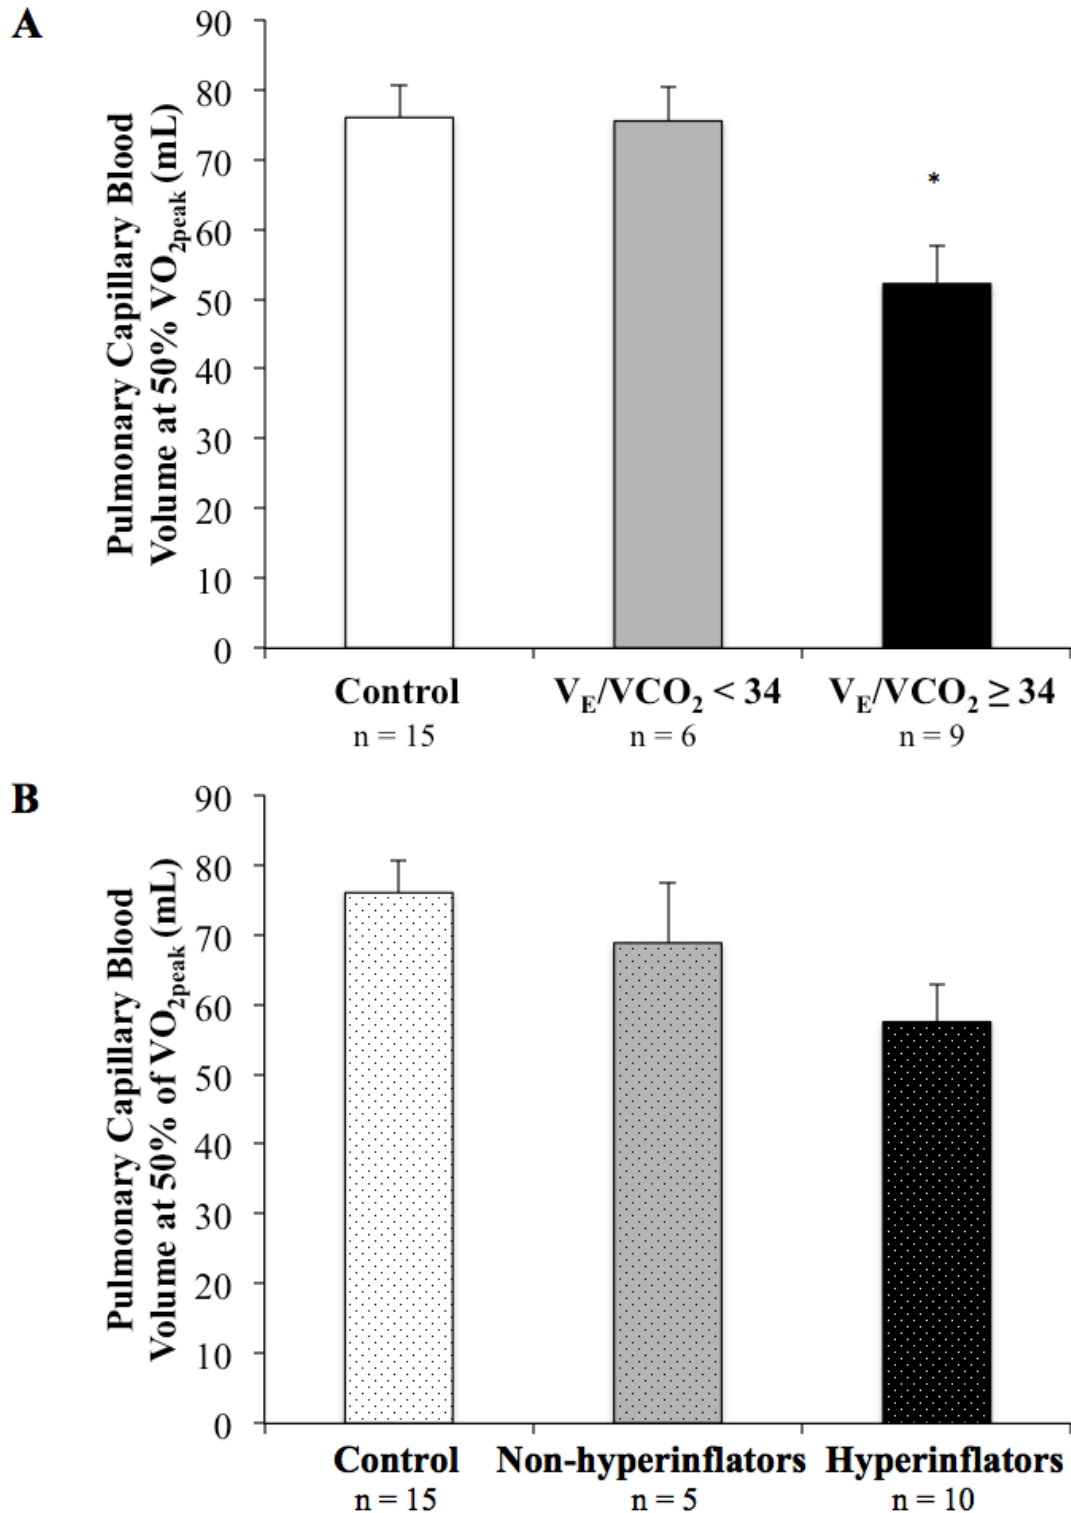 A
Pulmonary Capillary Blood
Volume at 50% VO2peak (mL)
90
80
70
60
50
40
30
20
10
0
*
Control
VE/VCO2 < 34
VE/VCO2 ≥ 34
n = 15
n = 6
n = 9
B
Pulmonary Capillary Blood
Volume at 50% of VO2peak (mL)
90
80
70
60
50
40
30
20
10
0
Control
Non-hyperinflators
Hyperinflators
n = 15
n = 5
n = 10